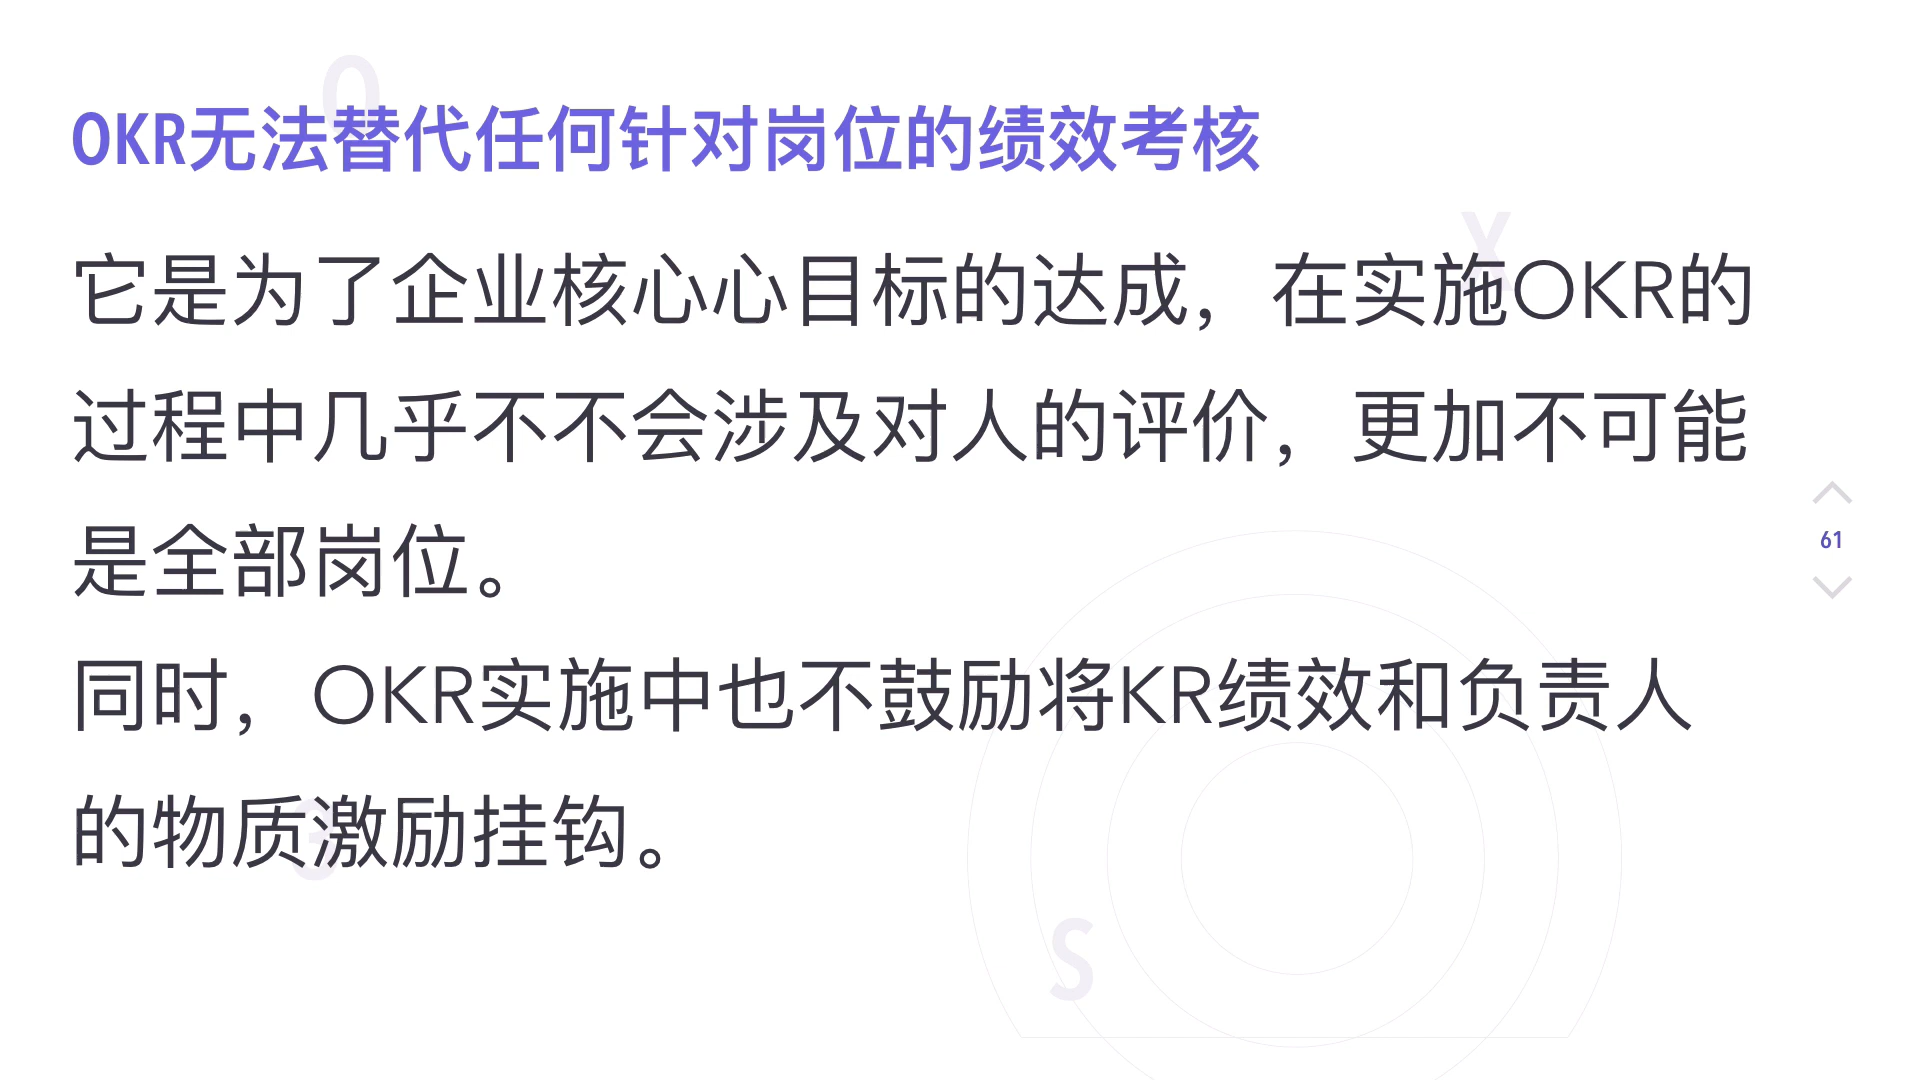 OKR无法替代任何针对岗位的绩效考核
它是为了企业核心心目标的达成，在实施OKR的
过程中几乎不不会涉及对人的评价，更加不可能
是全部岗位。
同时，OKR实施中也不鼓励将KR绩效和负责人
的物质激励挂钩。
61
O
X
3
S